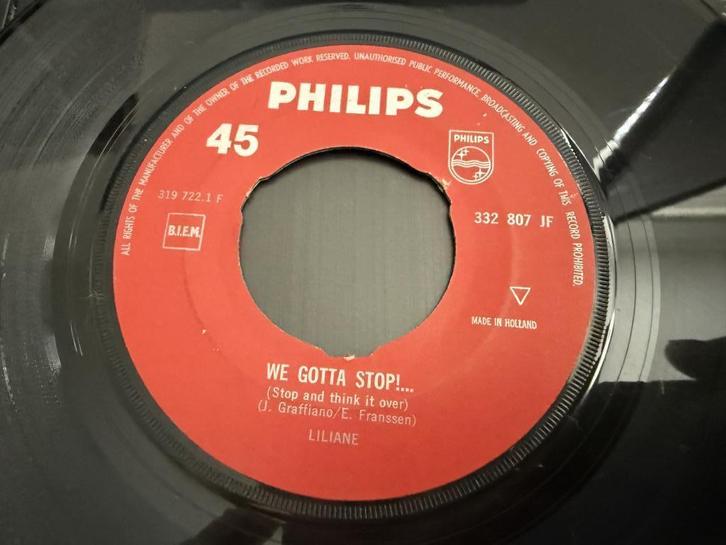 ALL RIGHTS OF THE MANUFACTURER AND OF THE OWNER OF THE RECORDED WORK RESERVED. UNAUTHORISED PUBLIC PERFORMANCE, BROADCASTING AND COPYING OF THIS RECORD PROHIBITED.
PHILIPS
45
PHILIPS
319 722.1 F
B.I.E.M.
332 807 JF
MADE IN HOLLAND
WE GOTTA STOP!....
(Stop and think it over)
(J. Graffiano/E. Franssen)
LILIANE